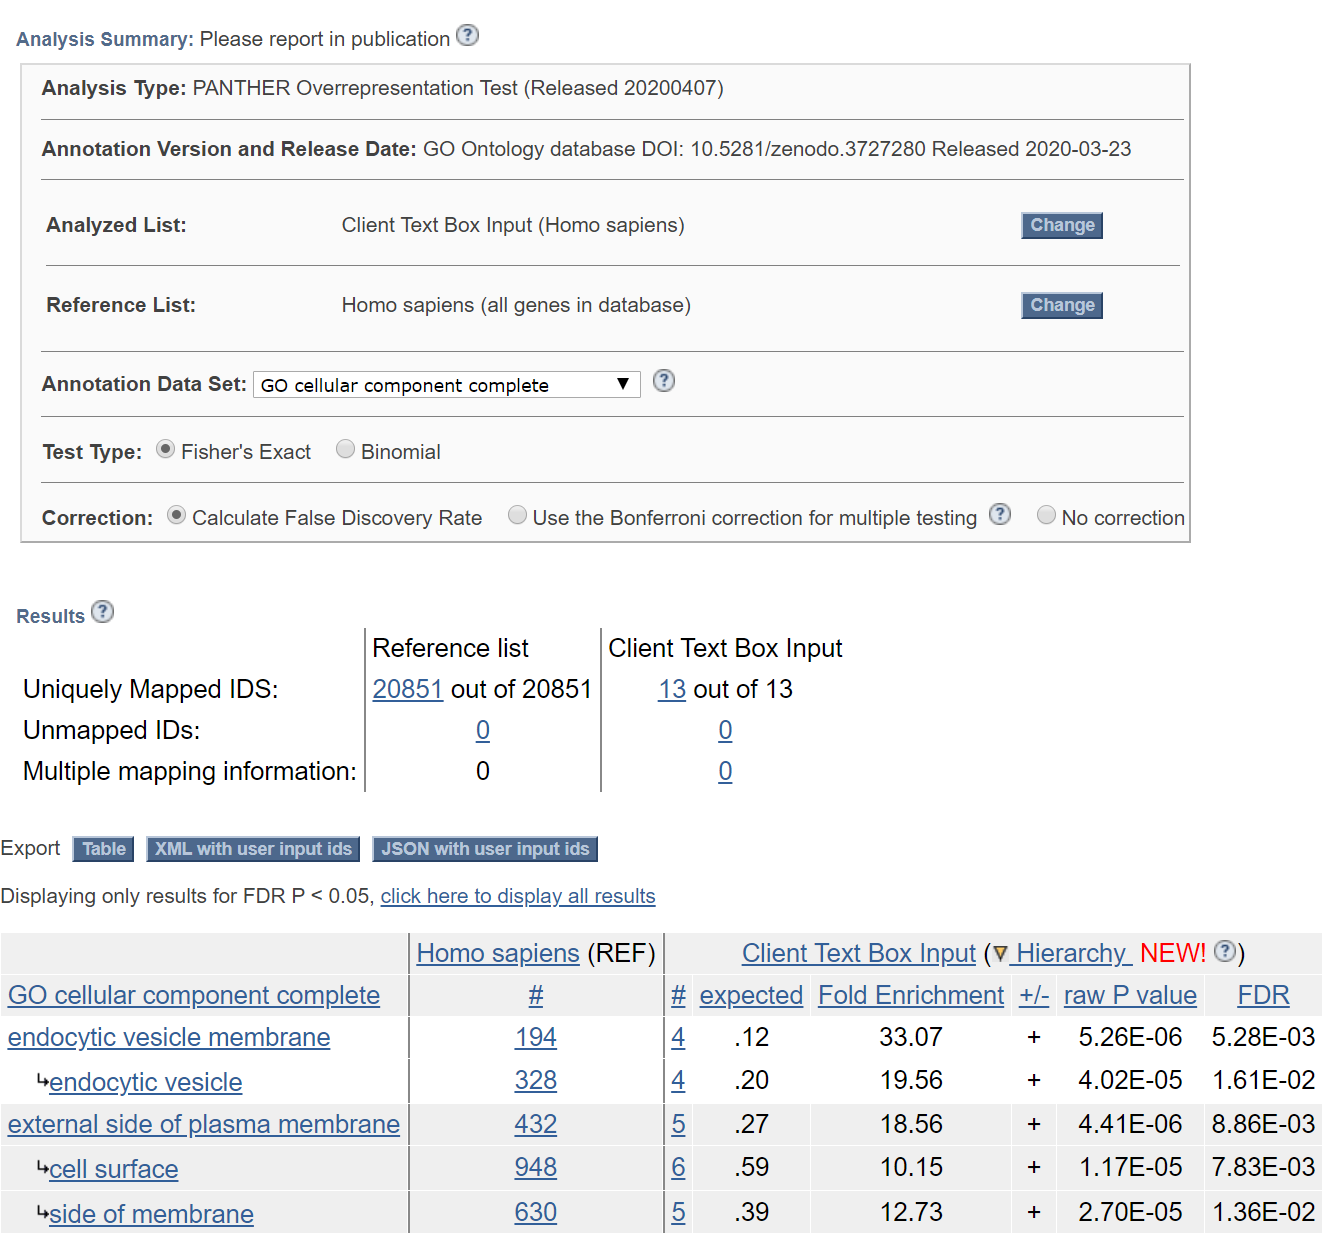 Analysis Summary: Please report in publication ?
Analysis Type: PANTHER Overrepresentation Test (Released 20200407)
Annotation Version and Release Date: GO Ontology database DOI: 10.5281/zenodo.3727280 Released 2020-03-23
Analyzed List: Client Text Box Input (Homo sapiens) Change
Reference List: Homo sapiens (all genes in database) Change
Annotation Data Set: GO cellular component complete ▼ ?
Test Type: Fisher's Exact Binomial
Correction: Calculate False Discovery Rate Use the Bonferroni correction for multiple testing ? No correction
Results ?
Reference list Client Text Box Input
Uniquely Mapped IDS: 20851 out of 20851 13 out of 13
Unmapped IDs: 0 0
Multiple mapping information: 0 0
Export Table XML with user input ids JSON with user input ids
Displaying only results for FDR P < 0.05, click here to display all results
Homo sapiens (REF) Client Text Box Input (▼ Hierarchy NEW! ?)
GO cellular component complete # # expected Fold Enrichment +/- raw P value FDR
endocytic vesicle membrane 194 4 .12 33.07 + 5.26E-06 5.28E-03
↳endocytic vesicle 328 4 .20 19.56 + 4.02E-05 1.61E-02
external side of plasma membrane 432 5 .27 18.56 + 4.41E-06 8.86E-03
↳cell surface 948 6 .59 10.15 + 1.17E-05 7.83E-03
↳side of membrane 630 5 .39 12.73 + 2.70E-05 1.36E-02